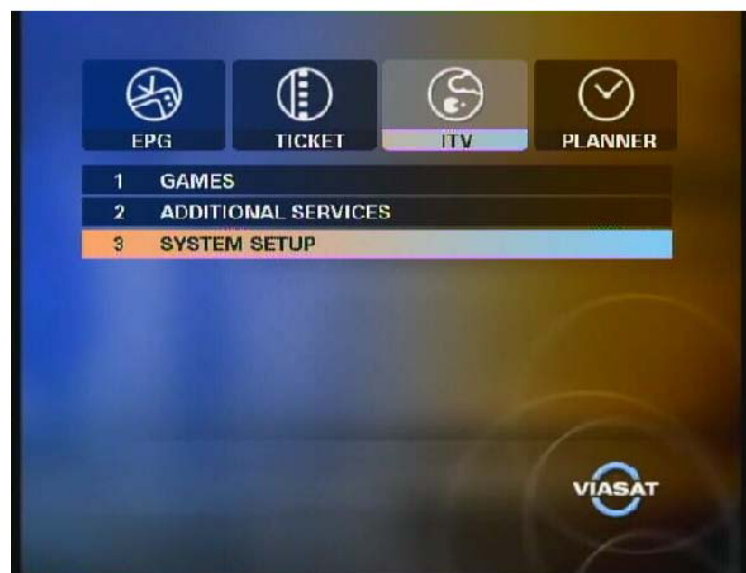 EPG TICKET ITV PLANNER
1 GAMES
2 ADDITIONAL SERVICES
3 SYSTEM SETUP
VIASAT